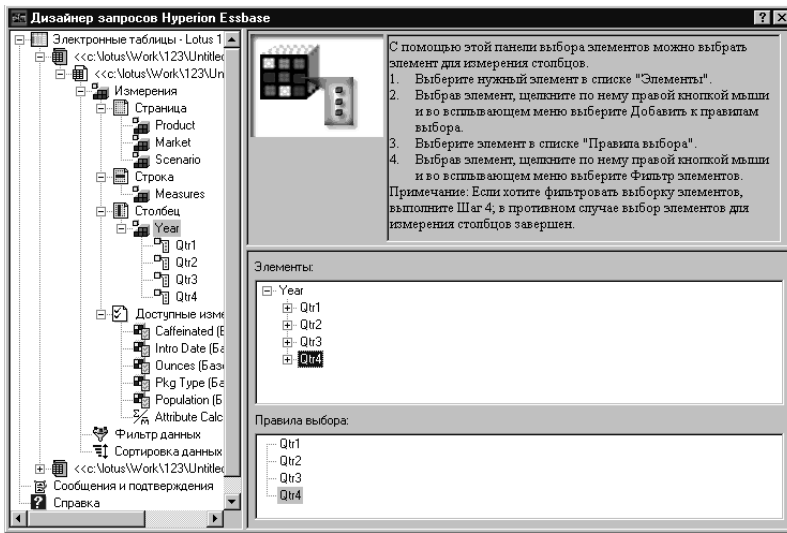 Дизайнер запросов Hyperion Essbase
Электронные таблицы - Lotus 1
<<c:\lotus\Work\123\Untitlec
<<c:\lotus\Work\123\Un
Измерения
Страница
Product
Market
Scenario
Строка
Measures
Столбец
Year
Qtr1
Qtr2
Qtr3
Qtr4
Доступные изме
Caffeinated (Б
Intro Date (Ба
Ounces (Базо
Pkg Type (Ба
Population (Б
Attribute Calc
Фильтр данных
Сортировка данных
<<c:\lotus\Work\123\Untitlec
Сообщения и подтверждения
Справка
С помощью этой панели выбора элементов можно выбрать
элемент для измерения столбцов.
1. Выберите нужный элемент в списке "Элементы".
2. Выбрав элемент, щелкните по нему правой кнопкой мыши
и во всплывающем меню выберите Добавить к правилам
выбора.
3. Выберите элемент в списке "Правила выбора".
4. Выбрав элемент, щелкните по нему правой кнопкой мыши
и во всплывающем меню выберите Фильтр элементов.
Примечание: Если хотите фильтровать выборку элементов,
выполните Шаг 4; в противном случае выбор элементов для
измерения столбцов завершен.
Элементы:
Year
Qtr1
Qtr2
Qtr3
Qtr4
Правила выбора:
Qtr1
Qtr2
Qtr3
Qtr4